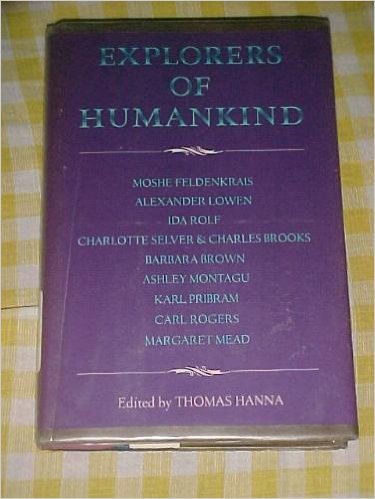 EXPLORERS
OF
HUMANKIND
MOSHE FELDENKRAIS
ALEXANDER LOWEN
IDA ROLF
CHARLOTTE SELVER & CHARLES BROOKS
BARBARA BROWN
ASHLEY MONTAGU
KARL PRIBRAM
CARL ROGERS
MARGARET MEAD
Edited by THOMAS HANNA